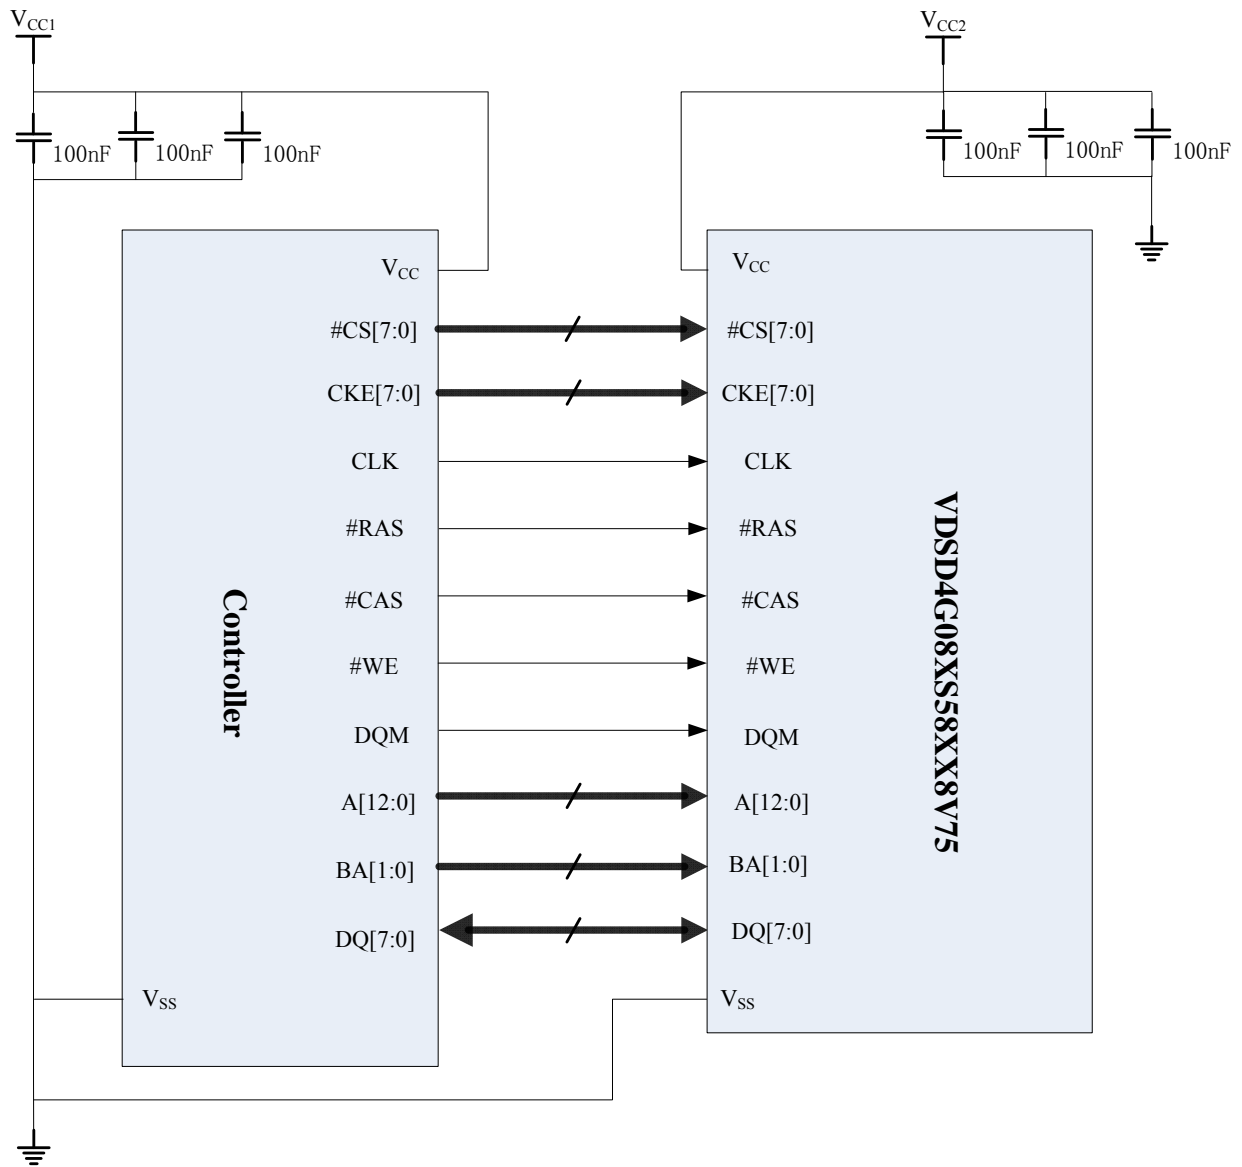 VCC1
VCC2
100nF
100nF
100nF
100nF
100nF
100nF
VCC
VCC
#CS[7:0]
#CS[7:0]
CKE[7:0]
CKE[7:0]
CLK
CLK
#RAS
#RAS
#CAS
#CAS
#WE
#WE
DQM
DQM
A[12:0]
A[12:0]
BA[1:0]
BA[1:0]
DQ[7:0]
DQ[7:0]
VSS
VSS
Controller
VDSD4G08XS58XX8V75